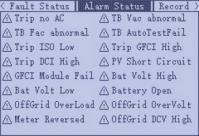 < Fault Status | Alarm Status | Record >
Trip no AC
TB Vac abnormal
TB Fac abnormal
TB AutoTestFail
Trip ISO Low
Trip GFCI High
Trip DCI High
PV Short Circuit
GFCI Module Fail
Bat Volt High
Bat Volt Low
Battery Open
OffGrid OverLoad
OffGrid OverVolt
Meter Reversed
OffGrid DCV High